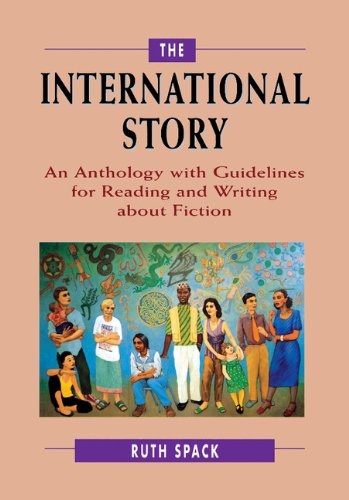 THE
INTERNATIONAL
STORY
An Anthology with Guidelines
for Reading and Writing
about Fiction
RUTH SPACK